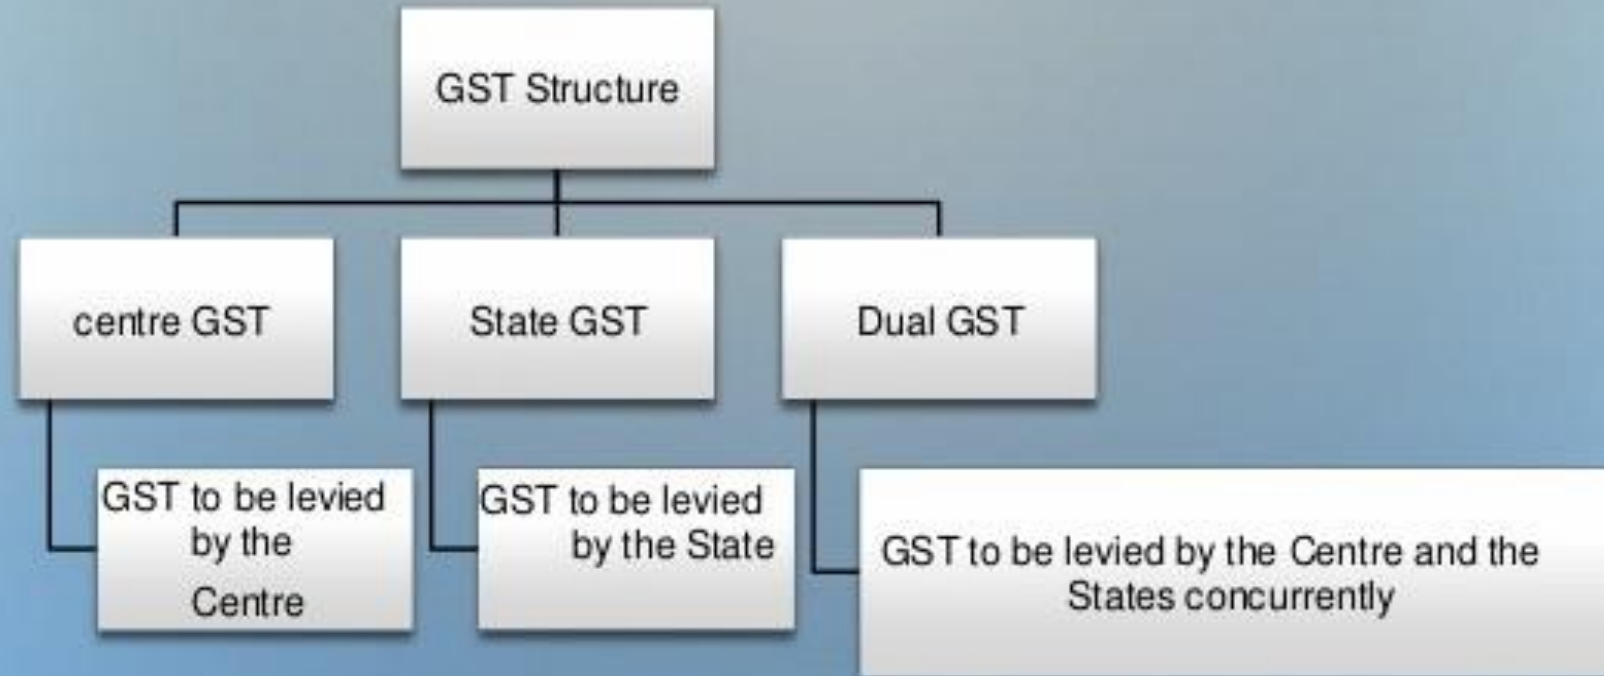 GST Structure
centre GST
State GST
Dual GST
GST to be levied
by the
Centre
GST to be levied
by the State
GST to be levied by the Centre and the
States concurrently